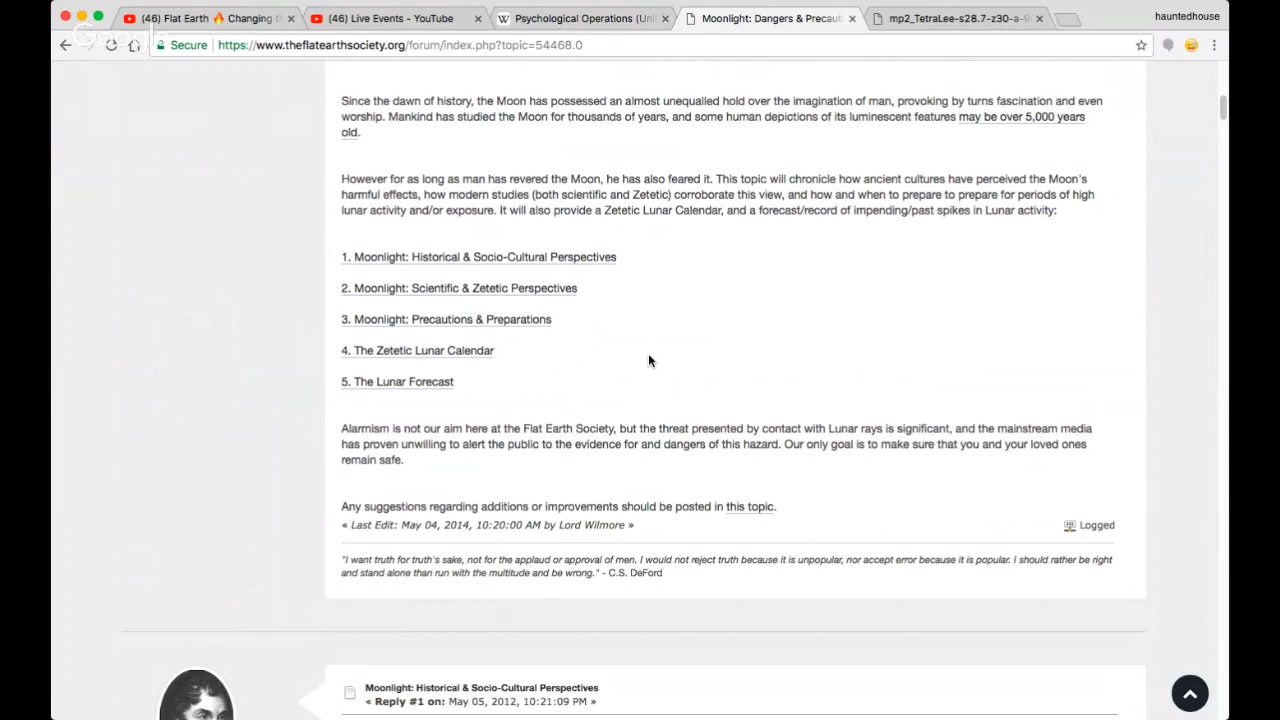 (46) Flat Earth 🔥 Changing th
(46) Live Events - YouTube
Psychological Operations (Uni
Moonlight: Dangers & Precaut
mp2_TetraLee-s28.7-z30-a-9
hauntedhouse
Secure
https://www.theflatearthsociety.org/forum/index.php?topic=54468.0
Since the dawn of history, the Moon has possessed an almost unequalled hold over the imagination of man, provoking by turns fascination and even
worship. Mankind has studied the Moon for thousands of years, and some human depictions of its luminescent features may be over 5,000 years
old.
However for as long as man has revered the Moon, he has also feared it. This topic will chronicle how ancient cultures have perceived the Moon's
harmful effects, how modern studies (both scientific and Zetetic) corroborate this view, and how and when to prepare to prepare for periods of high
lunar activity and/or exposure. It will also provide a Zetetic Lunar Calendar, and a forecast/record of impending/past spikes in Lunar activity:
1. Moonlight: Historical & Socio-Cultural Perspectives
2. Moonlight: Scientific & Zetetic Perspectives
3. Moonlight: Precautions & Preparations
4. The Zetetic Lunar Calendar
5. The Lunar Forecast
Alarmism is not our aim here at the Flat Earth Society, but the threat presented by contact with Lunar rays is significant, and the mainstream media
has proven unwilling to alert the public to the evidence for and dangers of this hazard. Our only goal is to make sure that you and your loved ones
remain safe.
Any suggestions regarding additions or improvements should be posted in this topic.
« Last Edit: May 04, 2014, 10:20:00 AM by Lord Wilmore »
Logged
"I want truth for truth's sake, not for the applaud or approval of men. I would not reject truth because it is unpopular, nor accept error because it is popular. I should rather be right
and stand alone than run with the multitude and be wrong." - C.S. DeFord
Moonlight: Historical & Socio-Cultural Perspectives
« Reply #1 on: May 05, 2012, 10:21:09 PM »